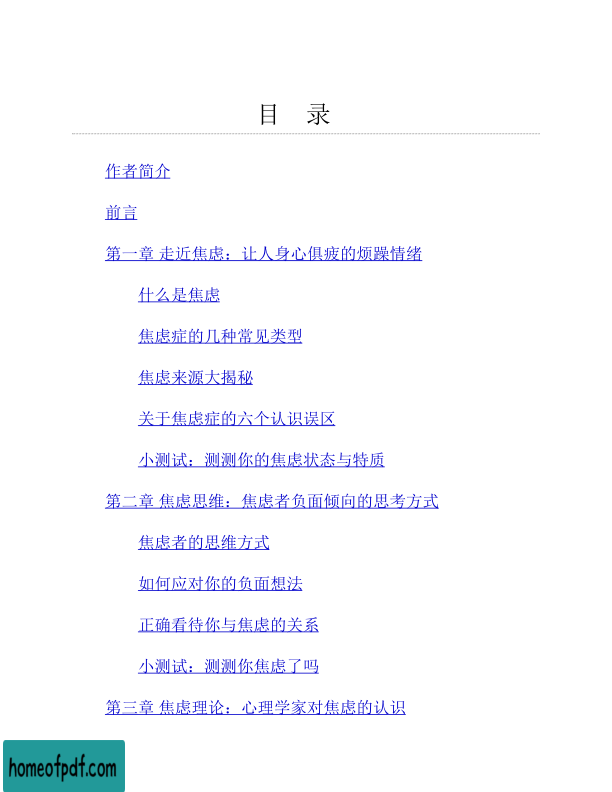 目 录
作者简介
前言
第一章 走近焦虑：让人身心俱疲的烦躁情绪
什么是焦虑
焦虑症的几种常见类型
焦虑来源大揭秘
关于焦虑症的六个认识误区
小测试：测测你的焦虑状态与特质
第二章 焦虑思维：焦虑者负面倾向的思考方式
焦虑者的思维方式
如何应对你的负面想法
正确看待你与焦虑的关系
小测试：测测你焦虑了吗
第三章 焦虑理论：心理学家对焦虑的认识
homeofpdf.com